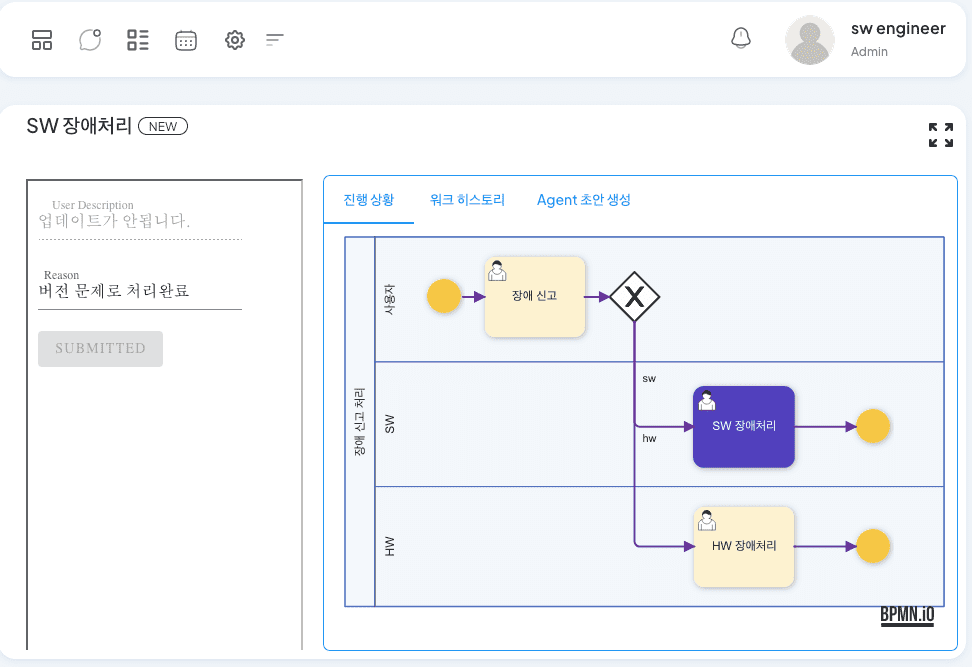 sw engineer
Admin
SW 장애처리 NEW
User Description
업데이트가 안됩니다.
Reason
버전 문제로 처리완료
SUBMITTED
진행 상황 워크 히스토리 Agent 초안 생성
장애 신고 처리
사용자
장애 신고
X
SW
sw
SW 장애처리
hw
HW
HW 장애처리
BPMN.iO